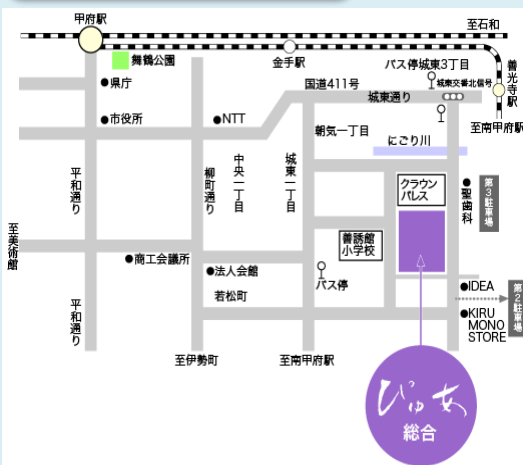 甲府駅
至石和
舞鶴公園
金手駅
バス停城東3丁目
善光寺駅
県庁
国道411号
城東交番北信号
城東通り
市役所
NTT
朝気一丁目
にごり川
至南甲府駅
平和通り
柳町通り
中央二丁目
城東一丁目
クラウン
パレス
聖歯科
第3駐車場
至美術館
商工会議所
善誘館
小学校
法人会館
バス停
若松町
IDEA
第2駐車場
平和通り
KIRU
MONO
STORE
至伊勢町
至南甲府駅
ぴゅあ
総合